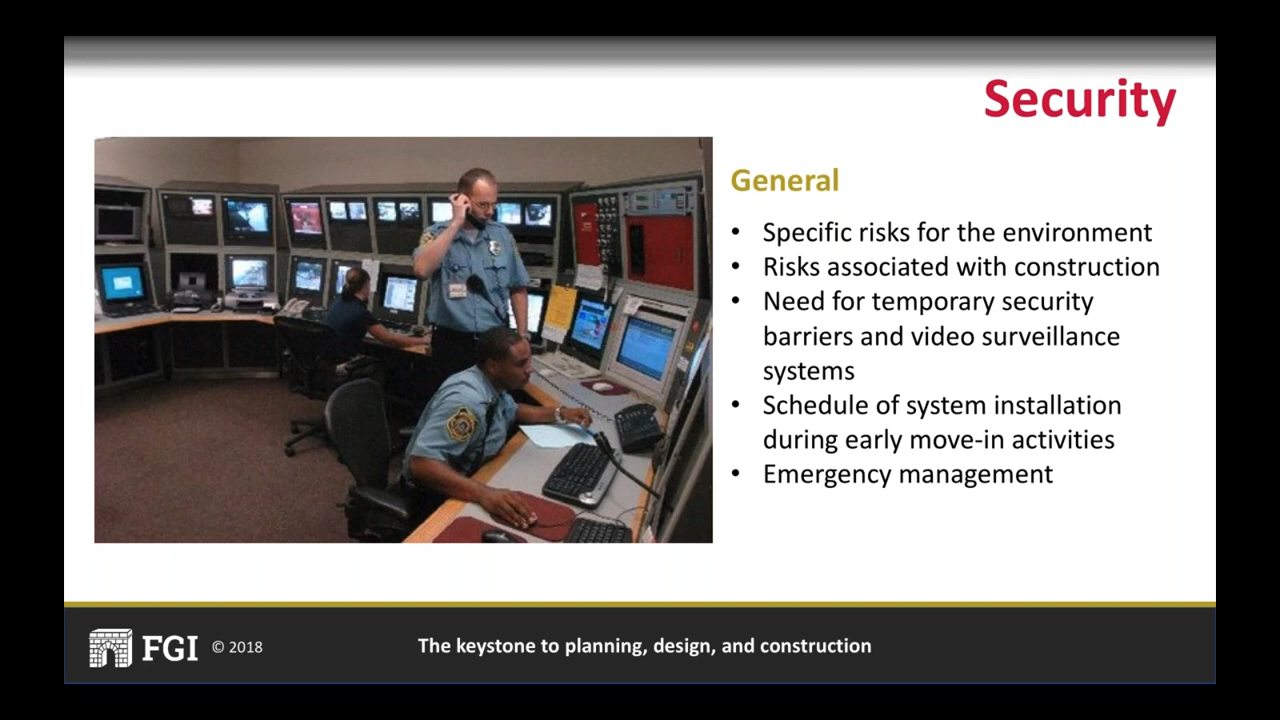 Security
General
• Specific risks for the environment
• Risks associated with construction
• Need for temporary security
barriers and video surveillance
systems
• Schedule of system installation
during early move-in activities
• Emergency management
FGI © 2018
The keystone to planning, design, and construction